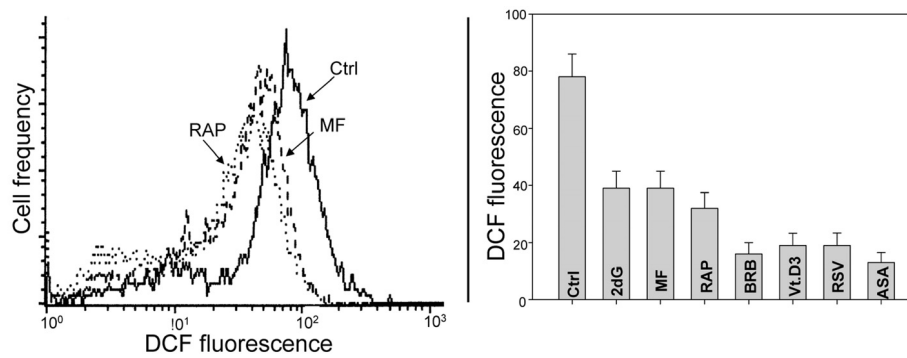 Cell frequency
Ctrl
RAP
MF
10⁰
10¹
10²
10³
DCF fluorescence
DCF fluorescence
100
80
60
40
20
0
Ctrl
2dG
MF
RAP
BRB
Vt.D3
RSV
ASA